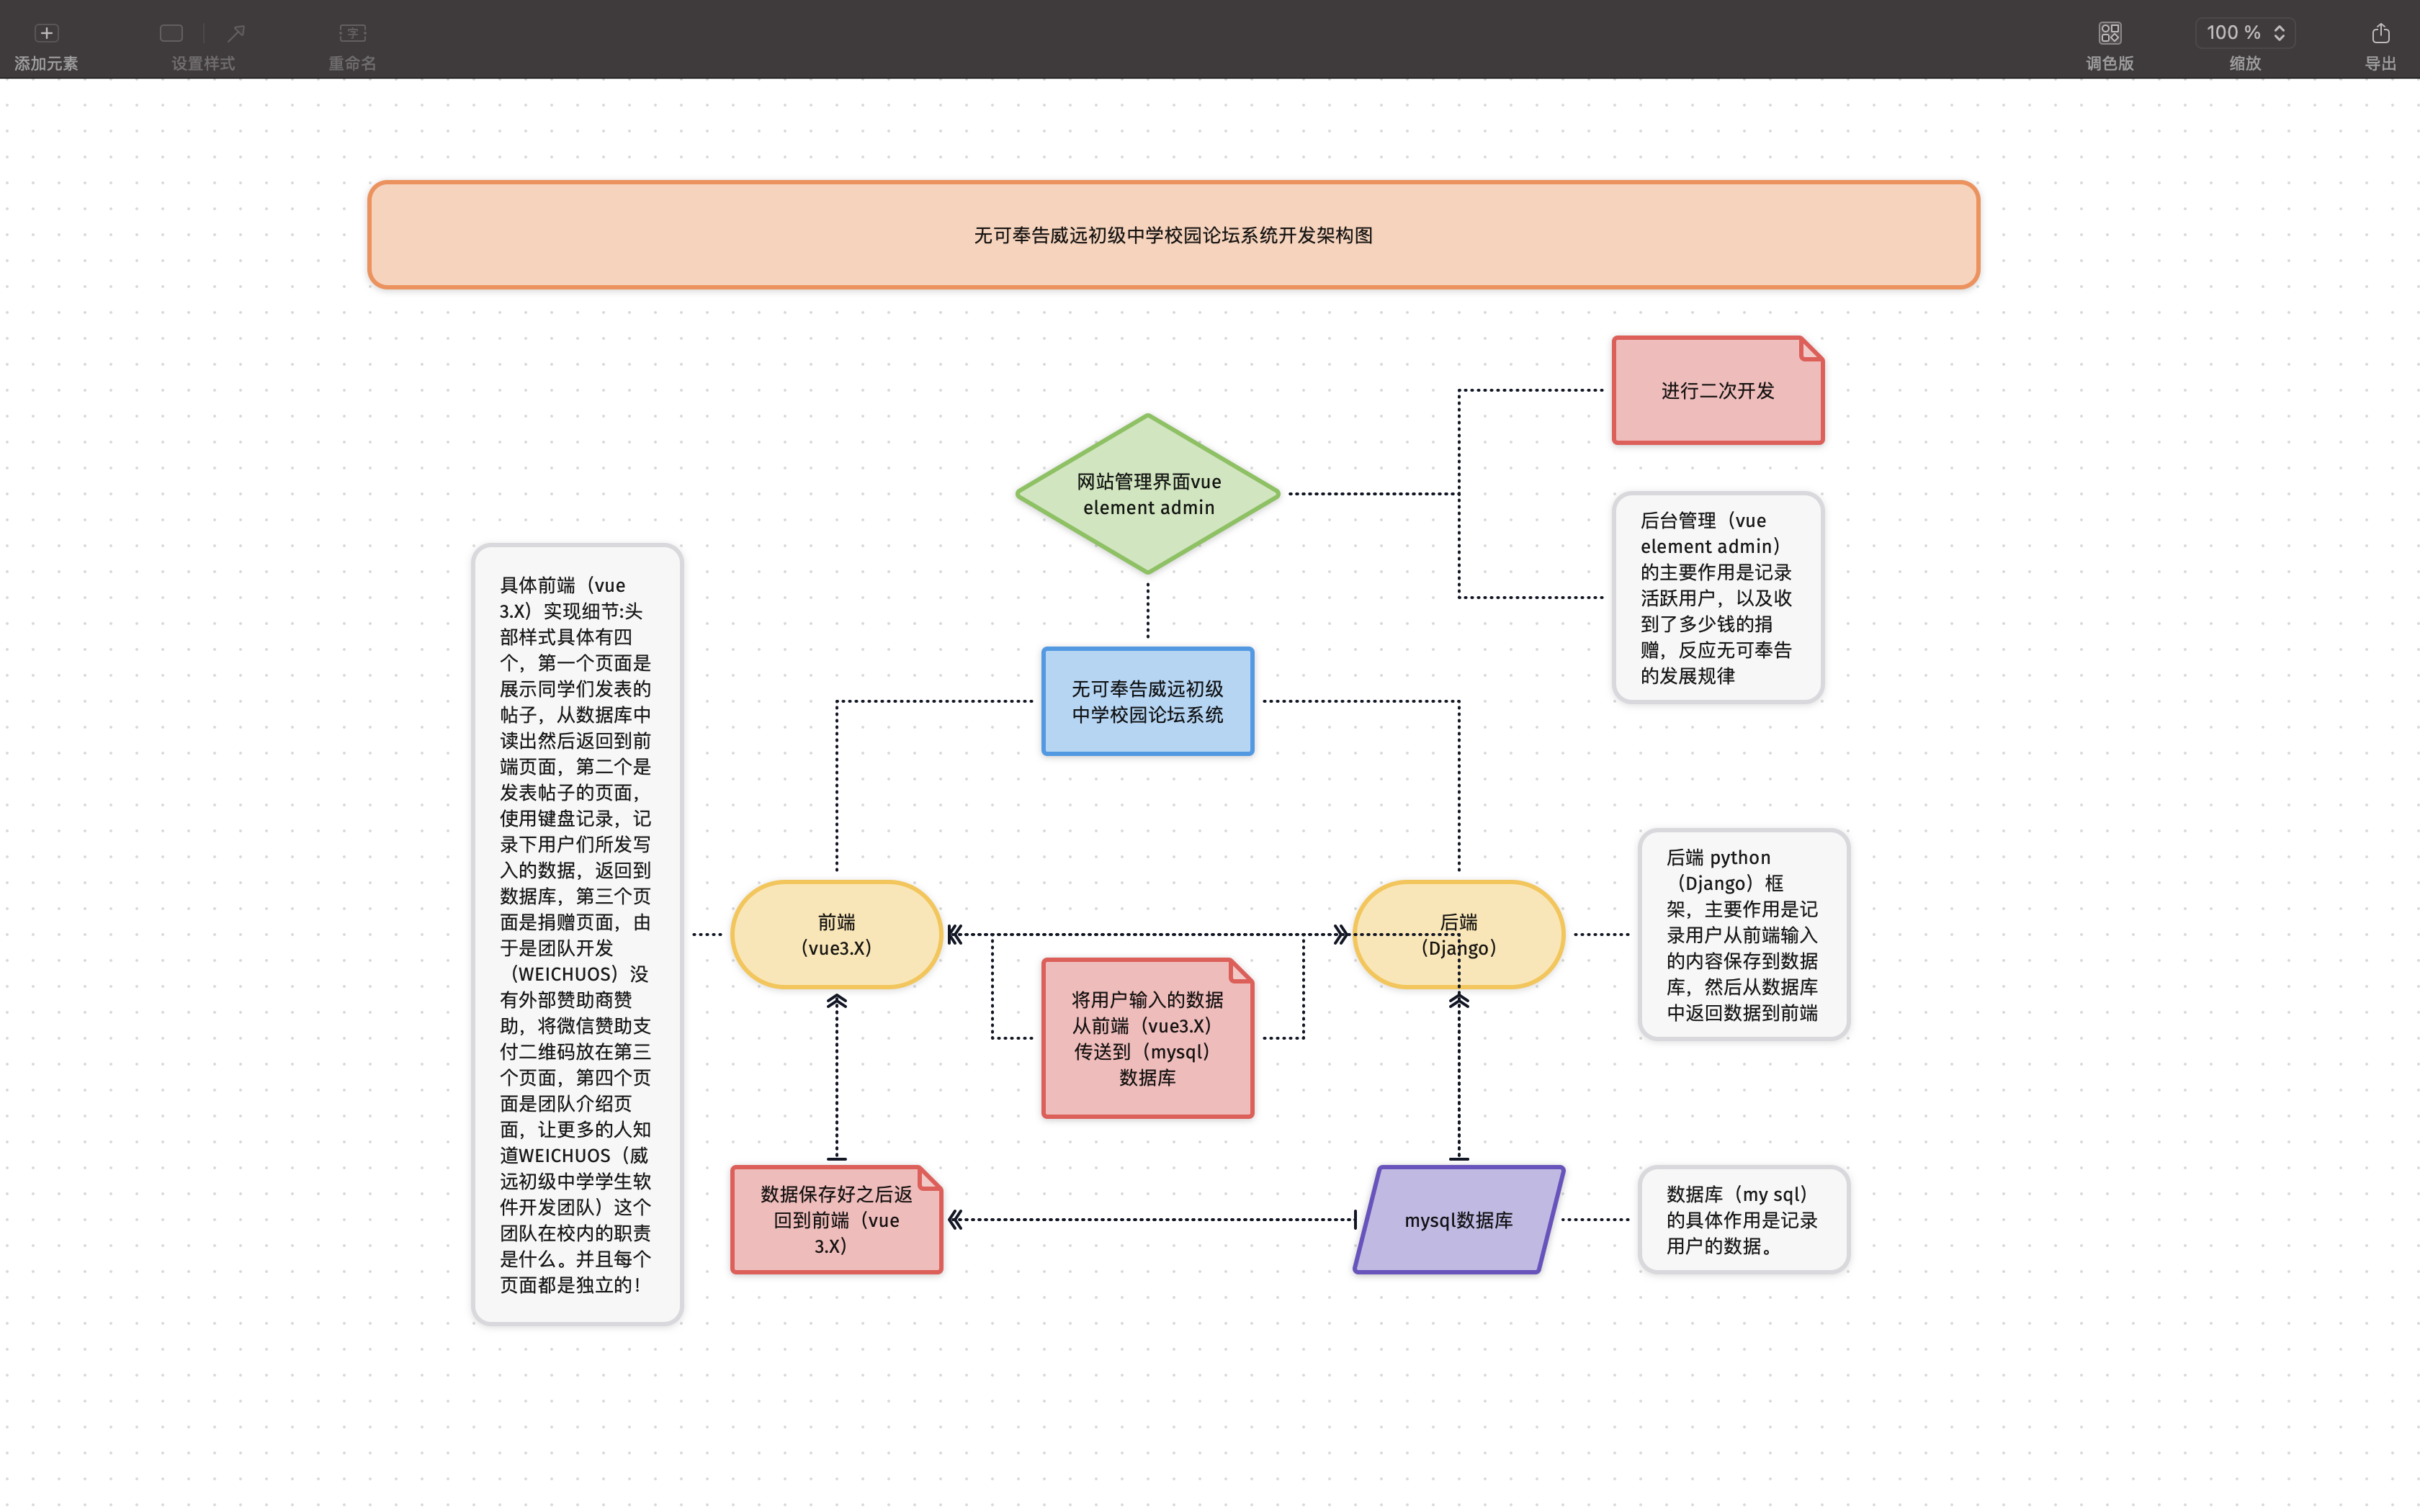 添加元素
设置样式
字
重命名
调色版
100 %
缩放
导出
无可奉告威远初级中学校园论坛系统开发架构图
进行二次开发
网站管理界面vue
element admin
后台管理（vue
element admin）
的主要作用是记录
活跃用户，以及收
到了多少钱的捐
赠，反应无可奉告
的发展规律
具体前端（vue
3.X）实现细节:头
部样式具体有四
个，第一个页面是
展示同学们发表的
帖子，从数据库中
读出然后返回到前
端页面，第二个是
发表帖子的页面，
使用键盘记录，记
录下用户们所发写
入的数据，返回到
数据库，第三个页
面是捐赠页面，由
于是团队开发
（WEICHUOS）没
有外部赞助商赞
助，将微信赞助支
付二维码放在第三
个页面，第四个页
面是团队介绍页
面，让更多的人知
道WEICHUOS（威
远初级中学学生软
件开发团队）这个
团队在校内的职责
是什么。并且每个
页面都是独立的！
无可奉告威远初级
中学校园论坛系统
前端
（vue3.X）
后端
（Django）
后端 python
（Django）框
架，主要作用是记
录用户从前端输入
的内容保存到数据
库，然后从数据库
中返回数据到前端
将用户输入的数据
从前端（vue3.X）
传送到（mysql）
数据库
数据保存好之后返
回到前端（vue
3.X）
mysql数据库
数据库（my sql）
的具体作用是记录
用户的数据。